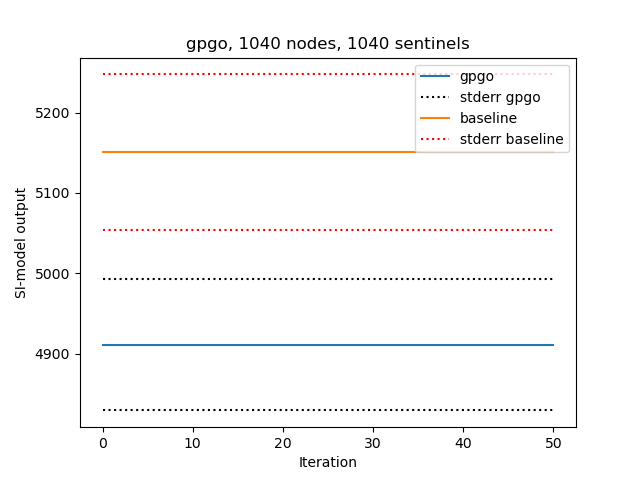 gpgo, 1040 nodes, 1040 sentinels
gpgo
stderr gpgo
baseline
stderr baseline
5200
5100
5000
4900
SI-model output
0 10 20 30 40 50
Iteration